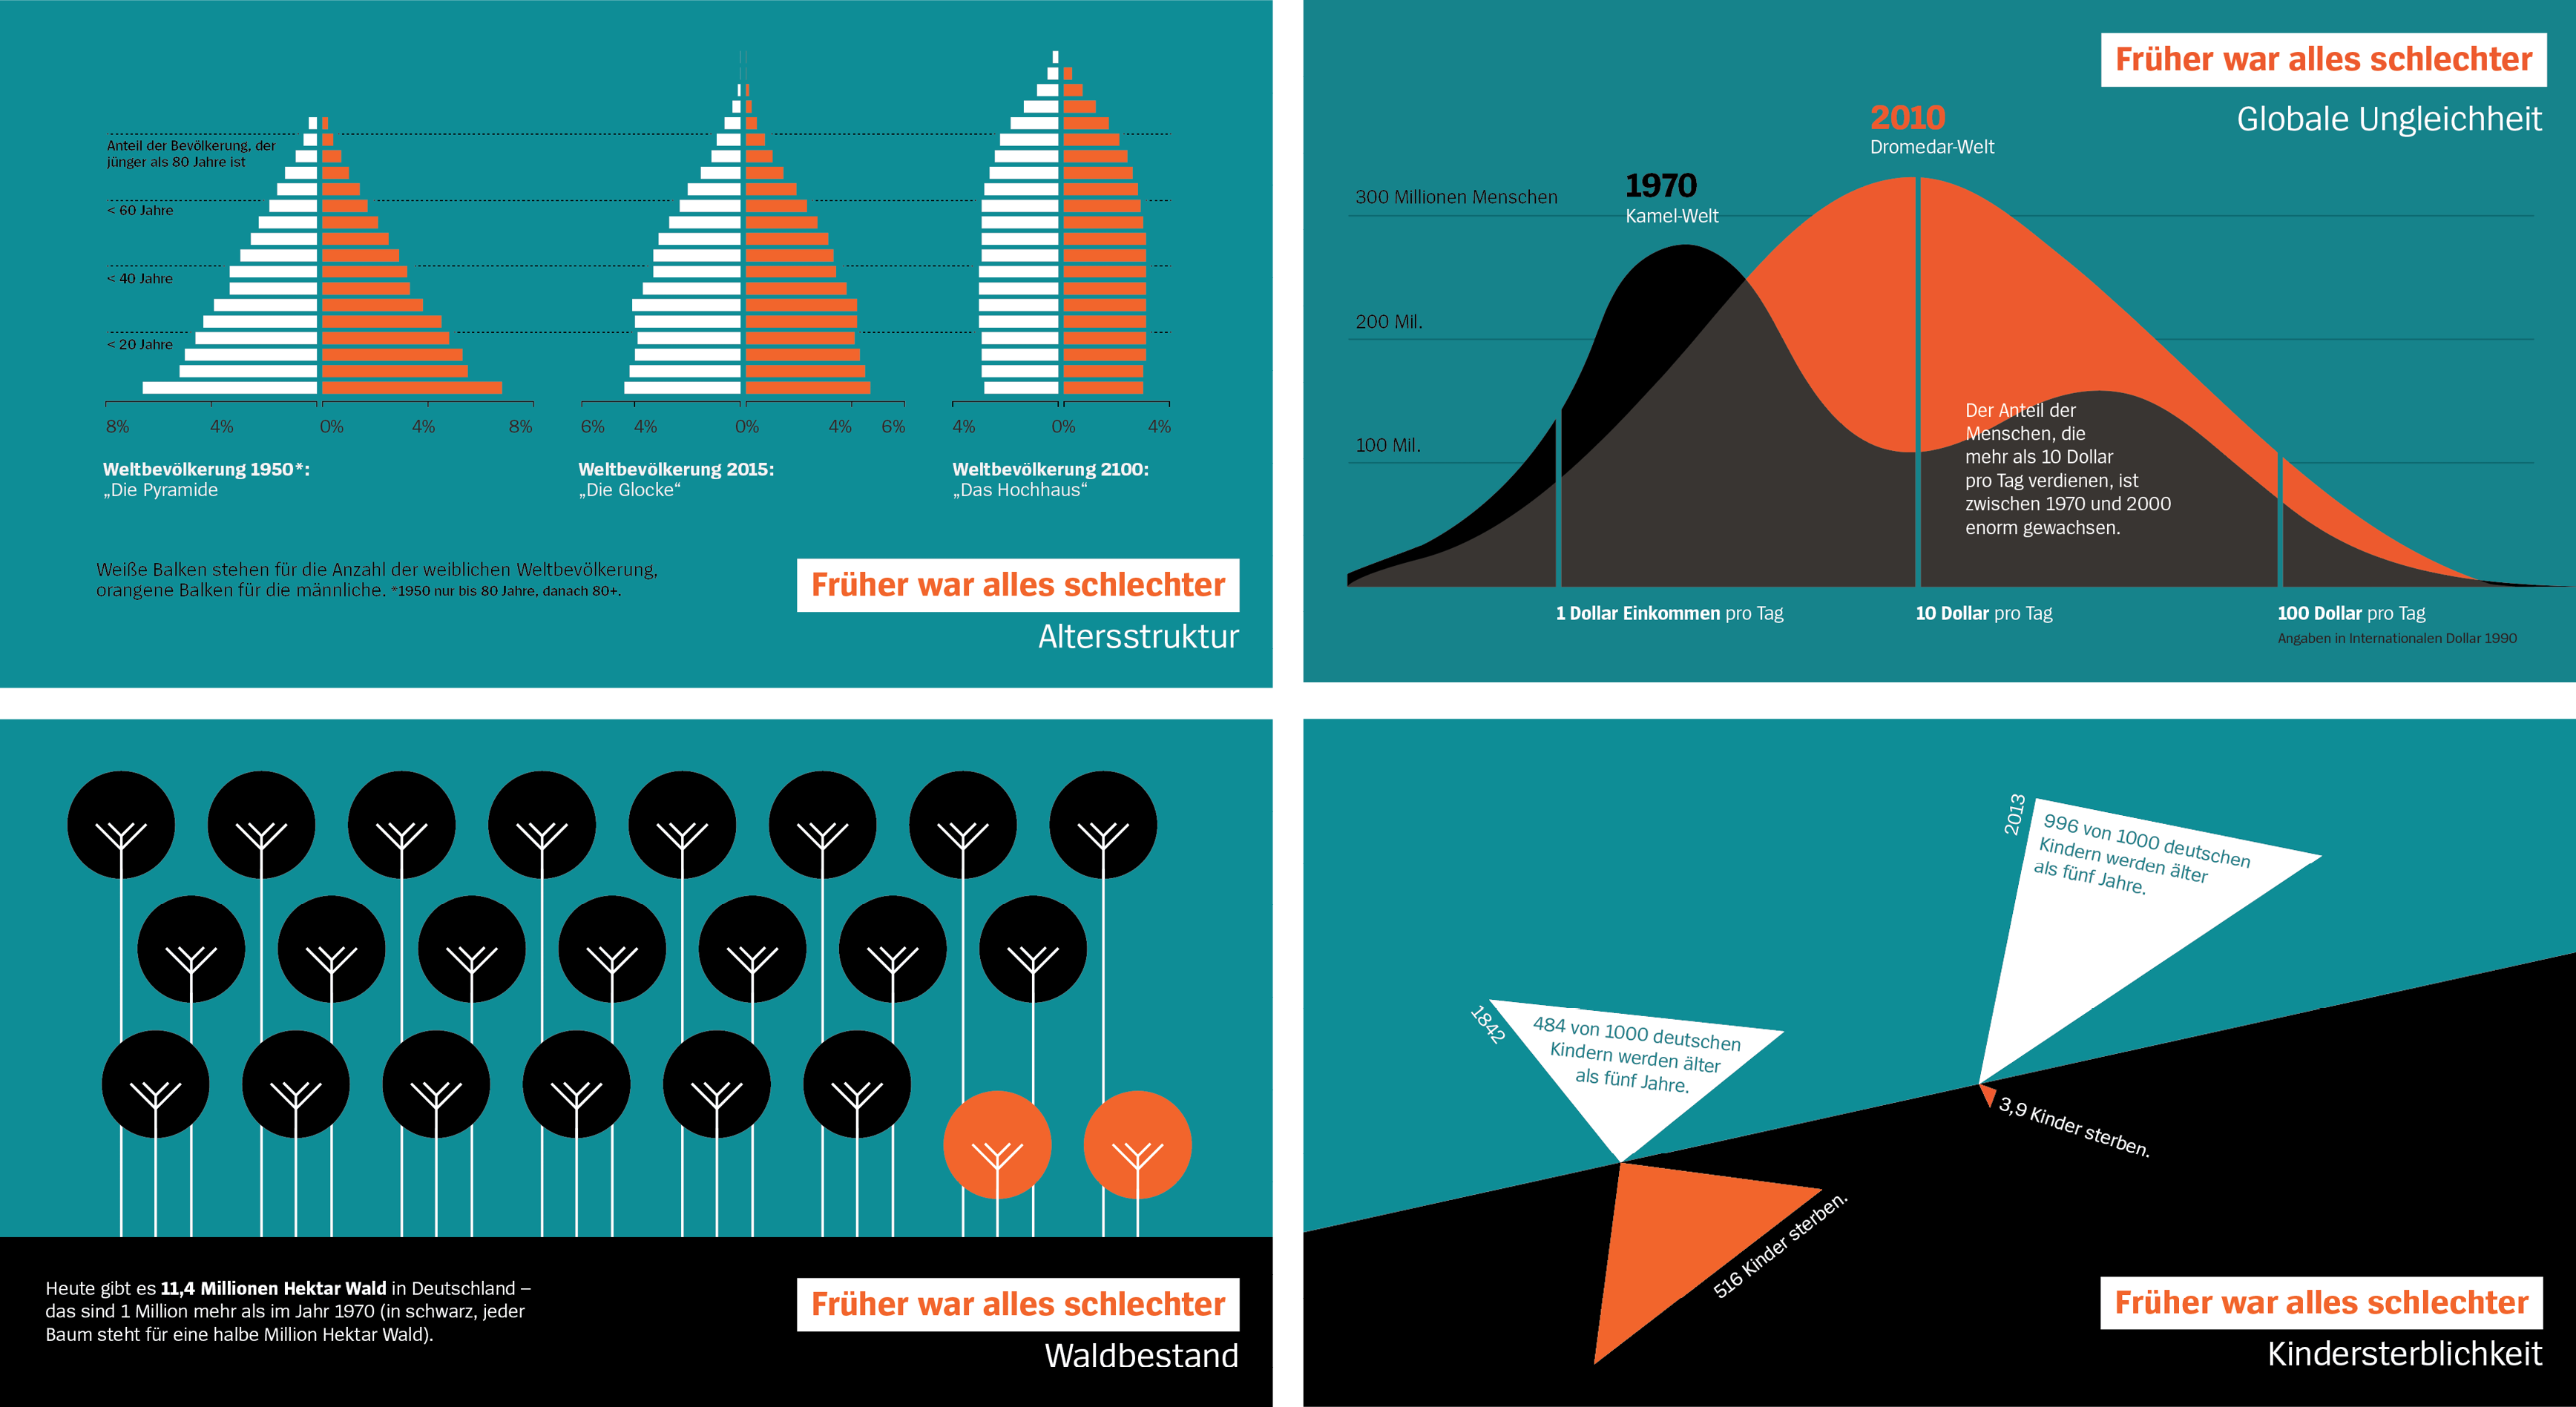 Anteil der Bevölkerung, der
jünger als 80 Jahre ist
< 60 Jahre
< 40 Jahre
< 20 Jahre
8% 4% 0% 4% 8%
6% 4% 0% 4% 6%
4% 0% 4%
Weltbevölkerung 1950*:
„Die Pyramide
Weltbevölkerung 2015:
„Die Glocke“
Weltbevölkerung 2100:
„Das Hochhaus“
Weiße Balken stehen für die Anzahl der weiblichen Weltbevölkerung,
orangene Balken für die männliche. *1950 nur bis 80 Jahre, danach 80+.
Früher war alles schlechter
Altersstruktur
Früher war alles schlechter
Globale Ungleichheit
2010
Dromedar-Welt
1970
Kamel-Welt
300 Millionen Menschen
200 Mil.
100 Mil.
Der Anteil der
Menschen, die
mehr als 10 Dollar
pro Tag verdienen, ist
zwischen 1970 und 2000
enorm gewachsen.
1 Dollar Einkommen pro Tag
10 Dollar pro Tag
100 Dollar pro Tag
Angaben in Internationalen Dollar 1990
Heute gibt es 11,4 Millionen Hektar Wald in Deutschland –
das sind 1 Million mehr als im Jahr 1970 (in schwarz, jeder
Baum steht für eine halbe Million Hektar Wald).
Früher war alles schlechter
Waldbestand
2013
996 von 1000 deutschen
Kindern werden älter
als fünf Jahre.
3,9 Kinder sterben.
1842
484 von 1000 deutschen
Kindern werden älter
als fünf Jahre.
516 Kinder sterben.
Früher war alles schlechter
Kindersterblichkeit